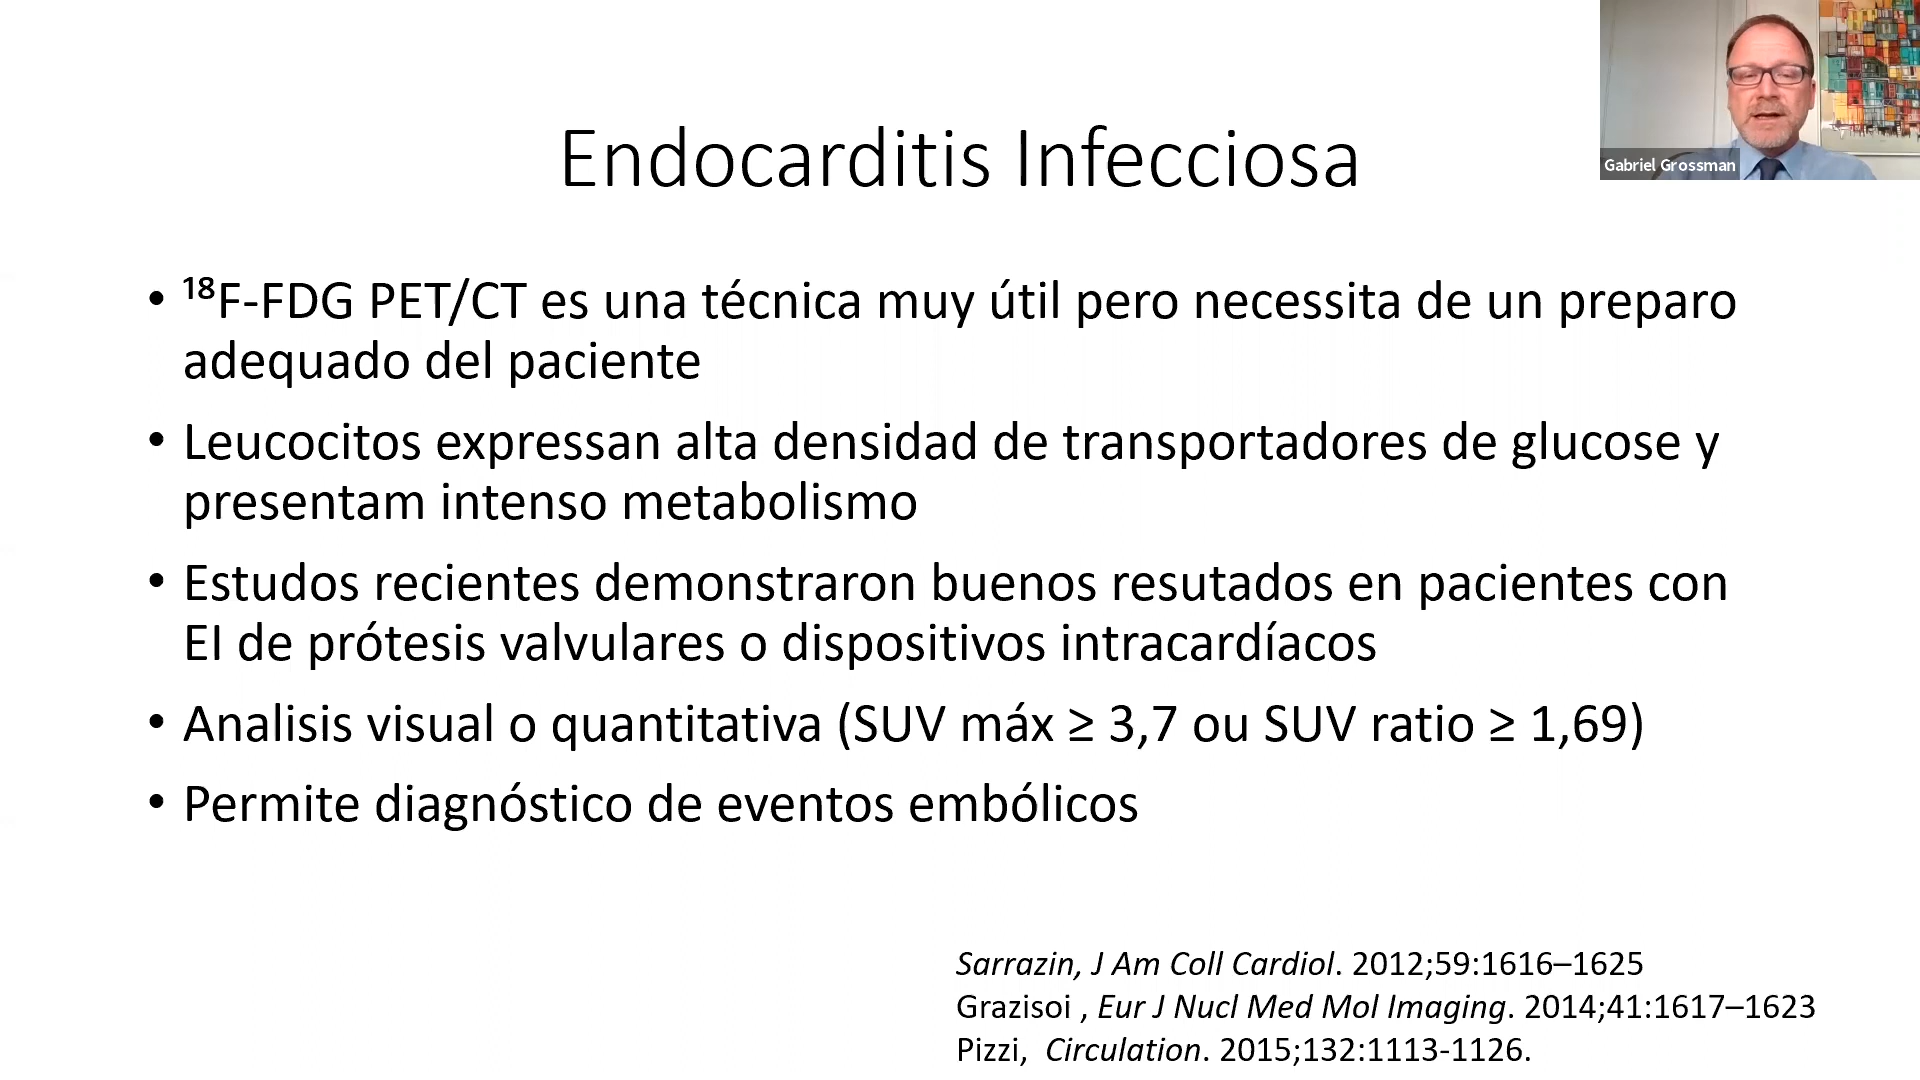 Gabriel Grossman
Endocarditis Infecciosa
• ¹⁸F-FDG PET/CT es una técnica muy útil pero necessita de un preparo
adequado del paciente
• Leucocitos expressan alta densidad de transportadores de glucose y
presentam intenso metabolismo
• Estudos recientes demonstraron buenos resutados en pacientes con
EI de prótesis valvulares o dispositivos intracardíacos
• Analisis visual o quantitativa (SUV máx ≥ 3,7 ou SUV ratio ≥ 1,69)
• Permite diagnóstico de eventos embólicos
Sarrazin, J Am Coll Cardiol. 2012;59:1616–1625
Grazisoi , Eur J Nucl Med Mol Imaging. 2014;41:1617–1623
Pizzi, Circulation. 2015;132:1113-1126.